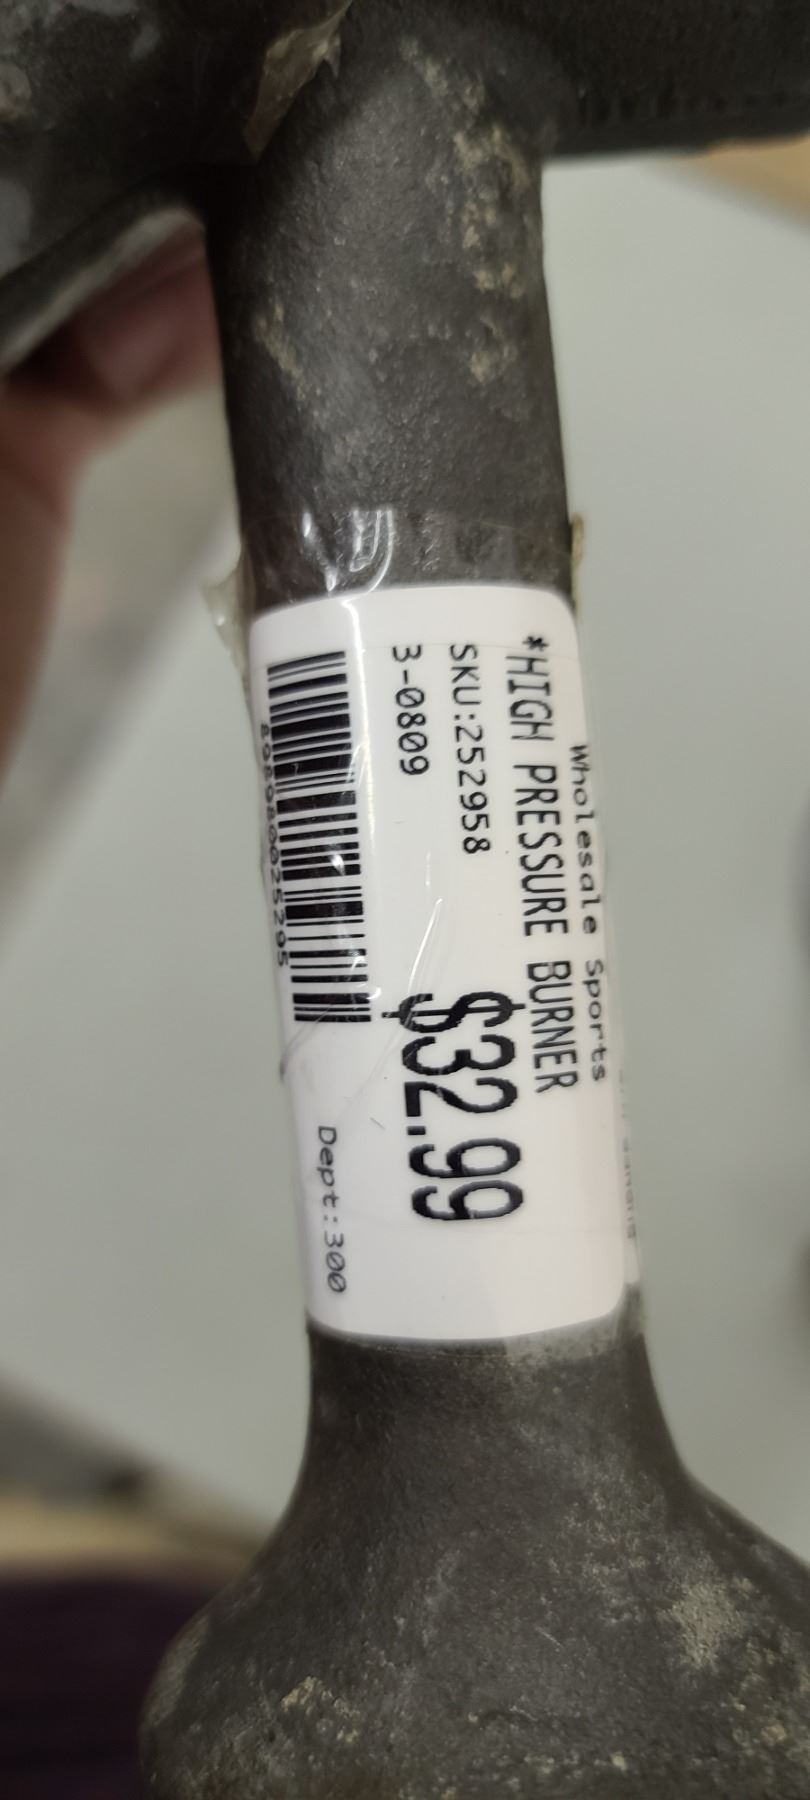 Wholesale Sports
*HIGH PRESSURE BURNER
SKU:252958
3-0809
$32.99
Dept:300